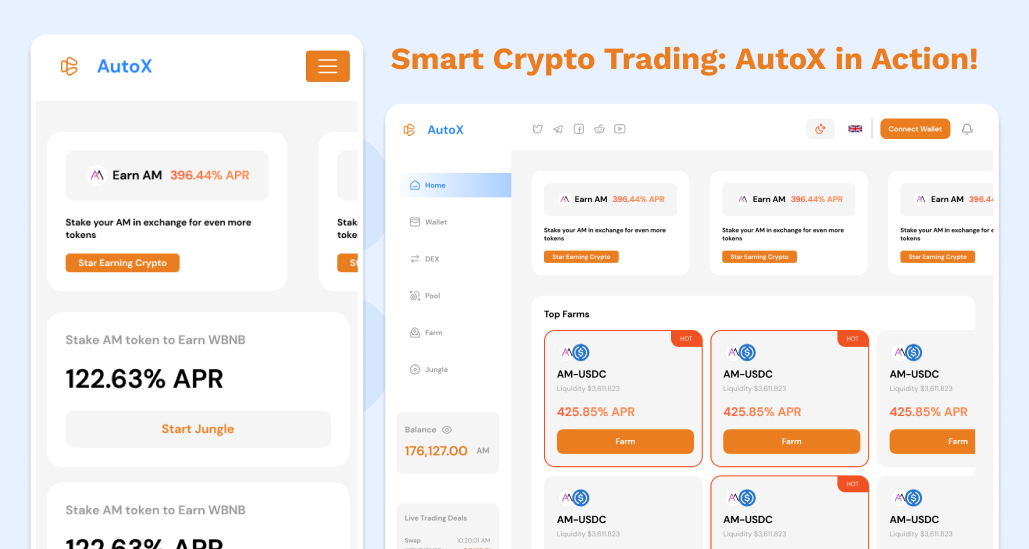 Smart Crypto Trading: AutoX in Action!
AutoX
Earn AM 396.44% APR
Stake your AM in exchange for even more
tokens
Star Earning Crypto
Stake AM token to Earn WBNB
122.63% APR
Start Jungle
Stake AM token to Earn WBNB
122.63% APR
AutoX
Connect Wallet
Home
Wallet
DEX
Pool
Farm
Jungle
Balance
176,127.00 AM
Live Trading Deals
Swap 10:20:01 AM
Earn AM 396.44% APR
Stake your AM in exchange for even more
tokens
Star Earning Crypto
Earn AM 396.44% APR
Stake your AM in exchange for even more
tokens
Star Earning Crypto
Earn AM 396.4
Stake your AM in exchange for e
tokens
Star Earning Crypto
Top Farms
HOT
AM-USDC
Liquidity $3,611.823
425.85% APR
Farm
HOT
AM-USDC
Liquidity $3,611.823
425.85% APR
Farm
AM-USDC
Liquidity $3,611.823
425.85% APR
Farm
AM-USDC
Liquidity $3,611.823
HOT
AM-USDC
Liquidity $3,611.823
AM-USDC
Liquidity $3,611.823